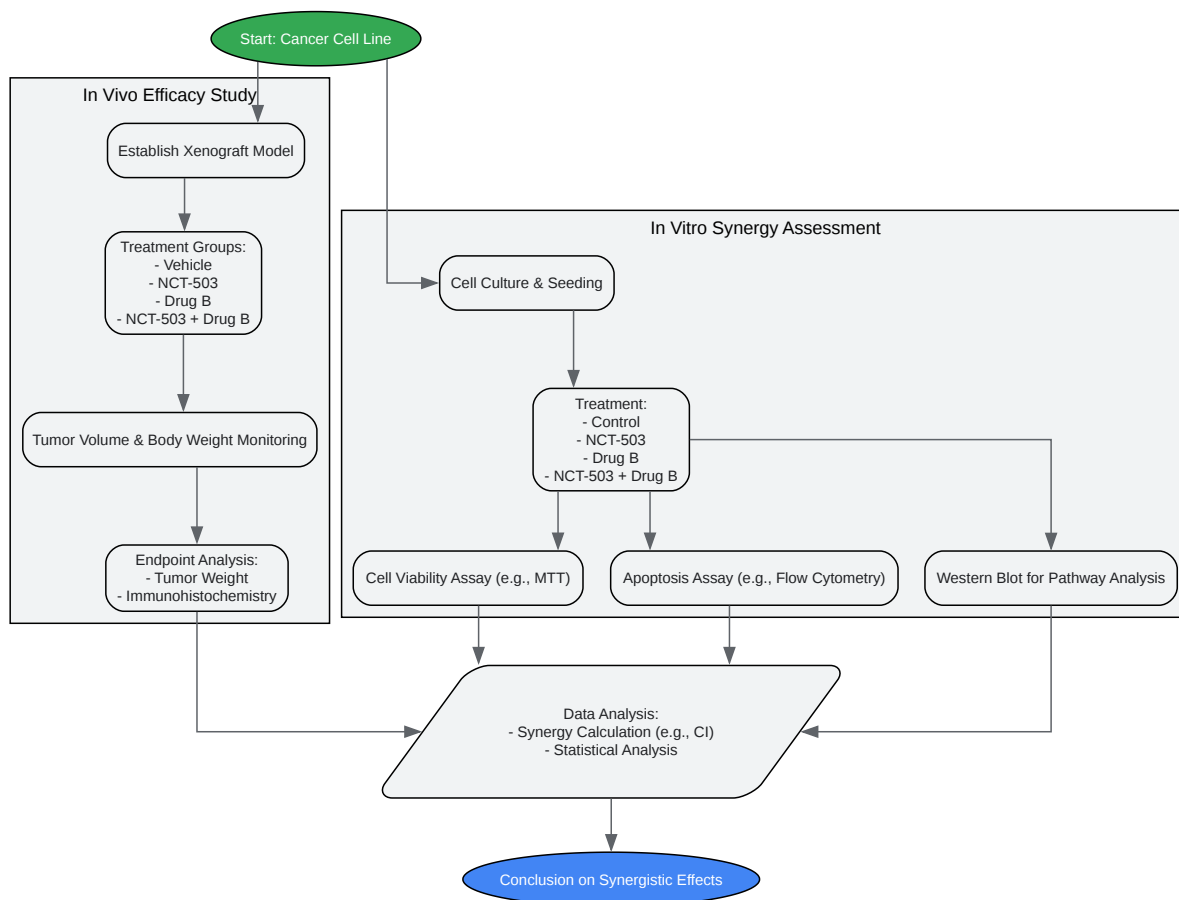 Start: Cancer Cell Line
In Vivo Efficacy Study
Establish Xenograft Model
Treatment Groups:
- Vehicle
- NCT-503
- Drug B
- NCT-503 + Drug B
Tumor Volume & Body Weight Monitoring
Endpoint Analysis:
- Tumor Weight
- Immunohistochemistry
In Vitro Synergy Assessment
Cell Culture & Seeding
Treatment:
- Control
- NCT-503
- Drug B
- NCT-503 + Drug B
Cell Viability Assay (e.g., MTT)
Apoptosis Assay (e.g., Flow Cytometry)
Western Blot for Pathway Analysis
Data Analysis:
- Synergy Calculation (e.g., CI)
- Statistical Analysis
Conclusion on Synergistic Effects